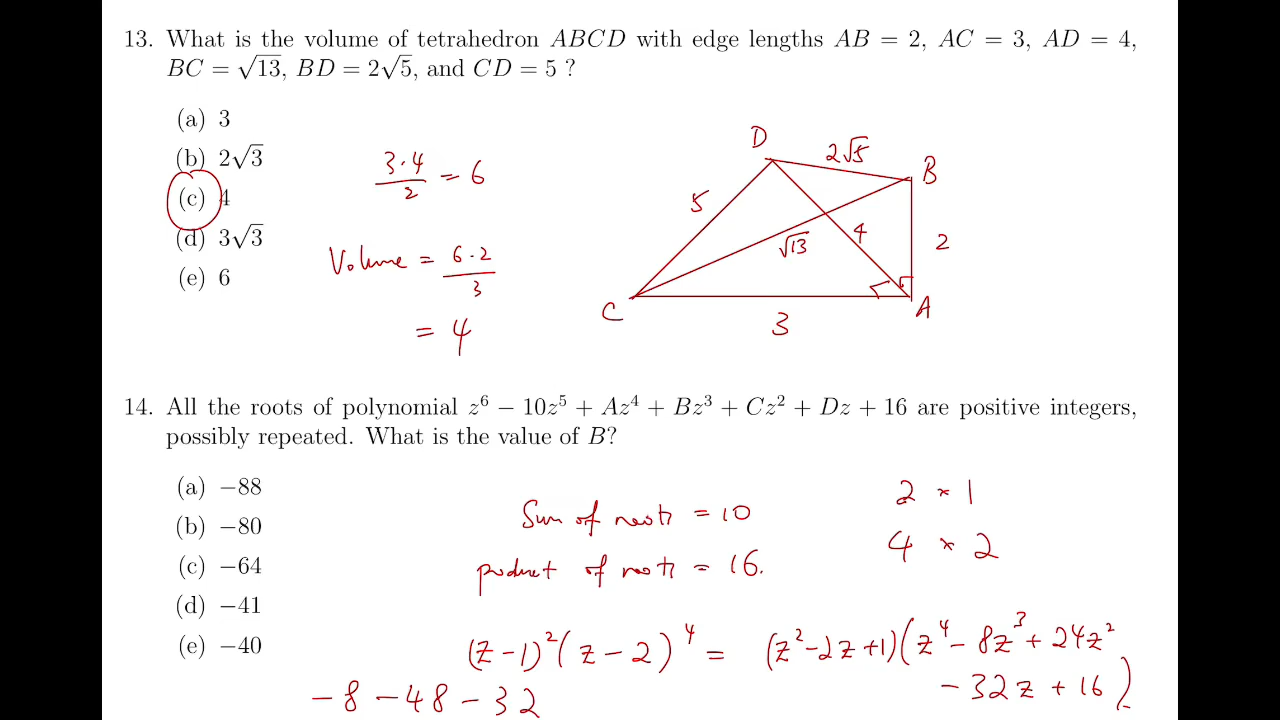 13. What is the volume of tetrahedron ABCD with edge lengths AB = 2, AC = 3, AD = 4,
BC = √13, BD = 2√5, and CD = 5 ?
(a) 3
(b) 2√3
(c) 4
(d) 3√3
(e) 6
3·4/2 = 6
Volume = 6·2/3
= 4
D
2√5
B
5
√13
4
2
C
3
A
14. All the roots of polynomial z⁶ − 10z⁵ + Az⁴ + Bz³ + Cz² + Dz + 16 are positive integers,
possibly repeated. What is the value of B?
(a) −88
(b) −80
(c) −64
(d) −41
(e) −40
Sum of roots = 10
product of roots = 16.
2 × 1
4 × 2
(z−1)²(z−2)⁴ = (z²−2z+1)(z⁴−8z³+24z²
−32z+16)
−8−48−32